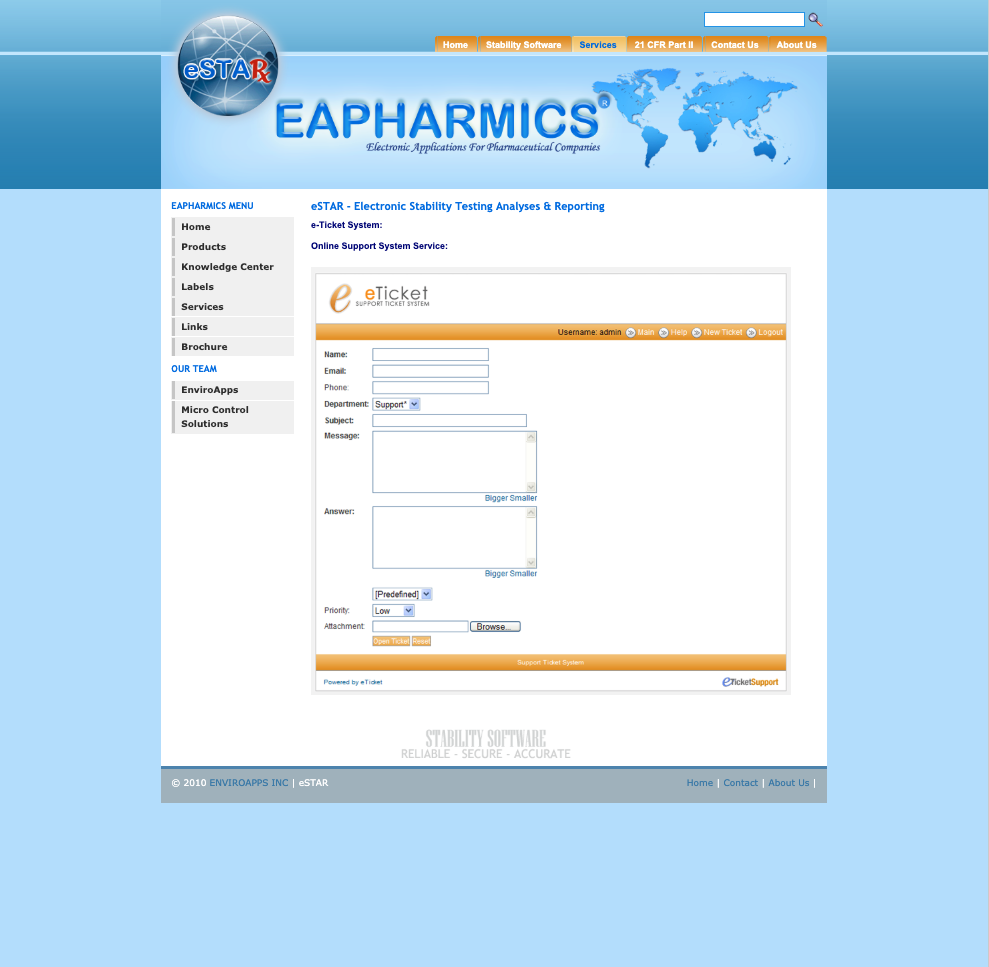 Home
Stability Software
Services
21 CFR Part II
Contact Us
About Us
eSTAR
EAPHARMICS®
Electronic Applications For Pharmaceutical Companies
EAPHARMICS MENU
Home
Products
Knowledge Center
Labels
Services
Links
Brochure
OUR TEAM
EnviroApps
Micro Control
Solutions
eSTAR - Electronic Stability Testing Analyses & Reporting
e-Ticket System:
Online Support System Service:
e eTicket
SUPPORT TICKET SYSTEM
Username: admin Main Help New Ticket Logout
Name:
Email:
Phone:
Department: Support*
Subject:
Message:
Bigger Smaller
Answer:
Bigger Smaller
[Predefined]
Priority: Low
Attachment: Browse...
Open Ticket Reset
Support Ticket System
Powered by eTicket
eTicketSupport
STABILITY SOFTWARE
RELIABLE - SECURE - ACCURATE
© 2010 ENVIROAPPS INC | eSTAR
Home | Contact | About Us |